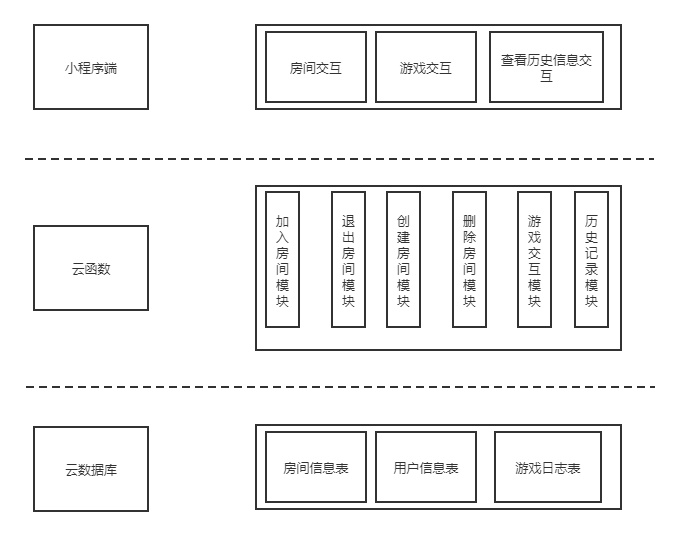 小程序端
房间交互
游戏交互
查看历史信息交
互
云函数
加入房间模块
退出房间模块
创建房间模块
删除房间模块
游戏交互模块
历史记录模块
云数据库
房间信息表
用户信息表
游戏日志表